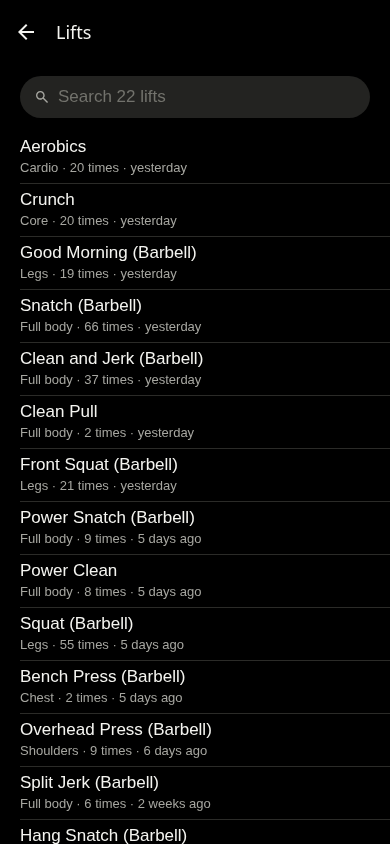 Lifts
Search 22 lifts
Aerobics
Cardio · 20 times · yesterday
Crunch
Core · 20 times · yesterday
Good Morning (Barbell)
Legs · 19 times · yesterday
Snatch (Barbell)
Full body · 66 times · yesterday
Clean and Jerk (Barbell)
Full body · 37 times · yesterday
Clean Pull
Full body · 2 times · yesterday
Front Squat (Barbell)
Legs · 21 times · yesterday
Power Snatch (Barbell)
Full body · 9 times · 5 days ago
Power Clean
Full body · 8 times · 5 days ago
Squat (Barbell)
Legs · 55 times · 5 days ago
Bench Press (Barbell)
Chest · 2 times · 5 days ago
Overhead Press (Barbell)
Shoulders · 9 times · 6 days ago
Split Jerk (Barbell)
Full body · 6 times · 2 weeks ago
Hang Snatch (Barbell)